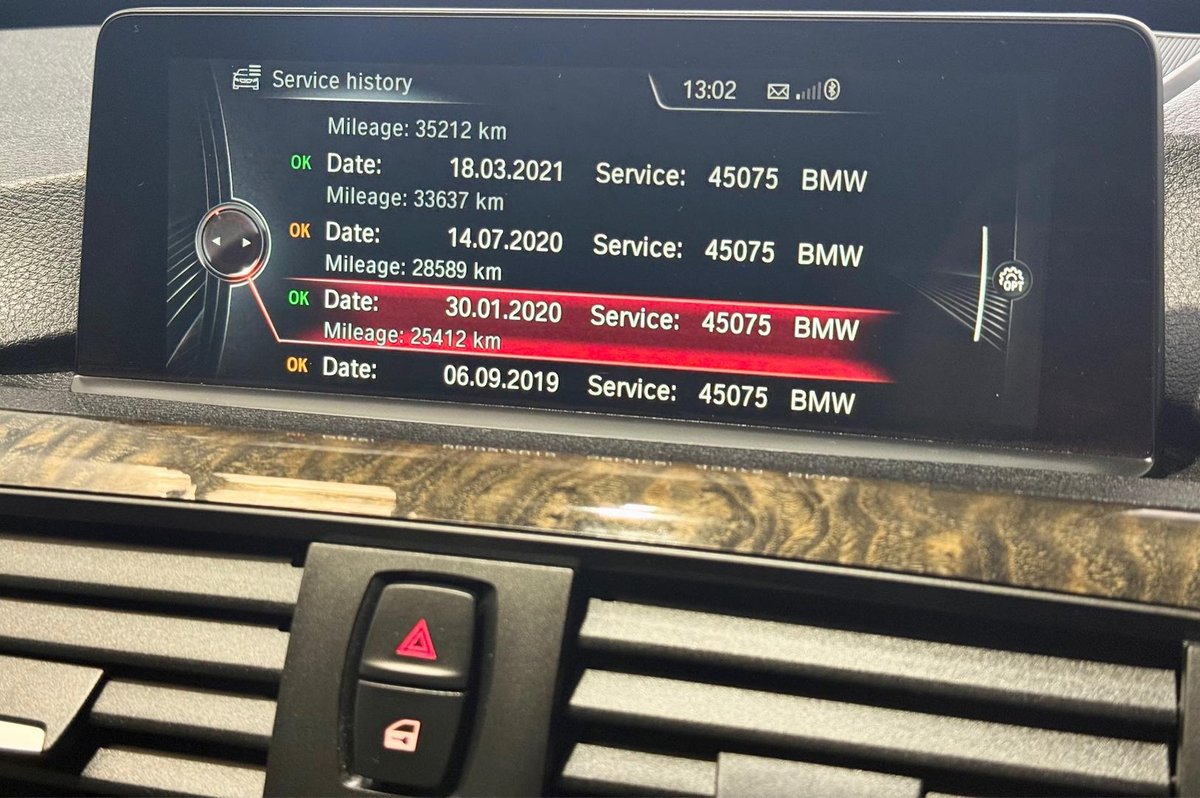 Service history 13:02
Mileage: 35212 km
OK Date: 18.03.2021 Service: 45075 BMW
Mileage: 33637 km
OK Date: 14.07.2020 Service: 45075 BMW
Mileage: 28589 km
OK Date: 30.01.2020 Service: 45075 BMW
Mileage: 25412 km
OK Date: 06.09.2019 Service: 45075 BMW
OPT